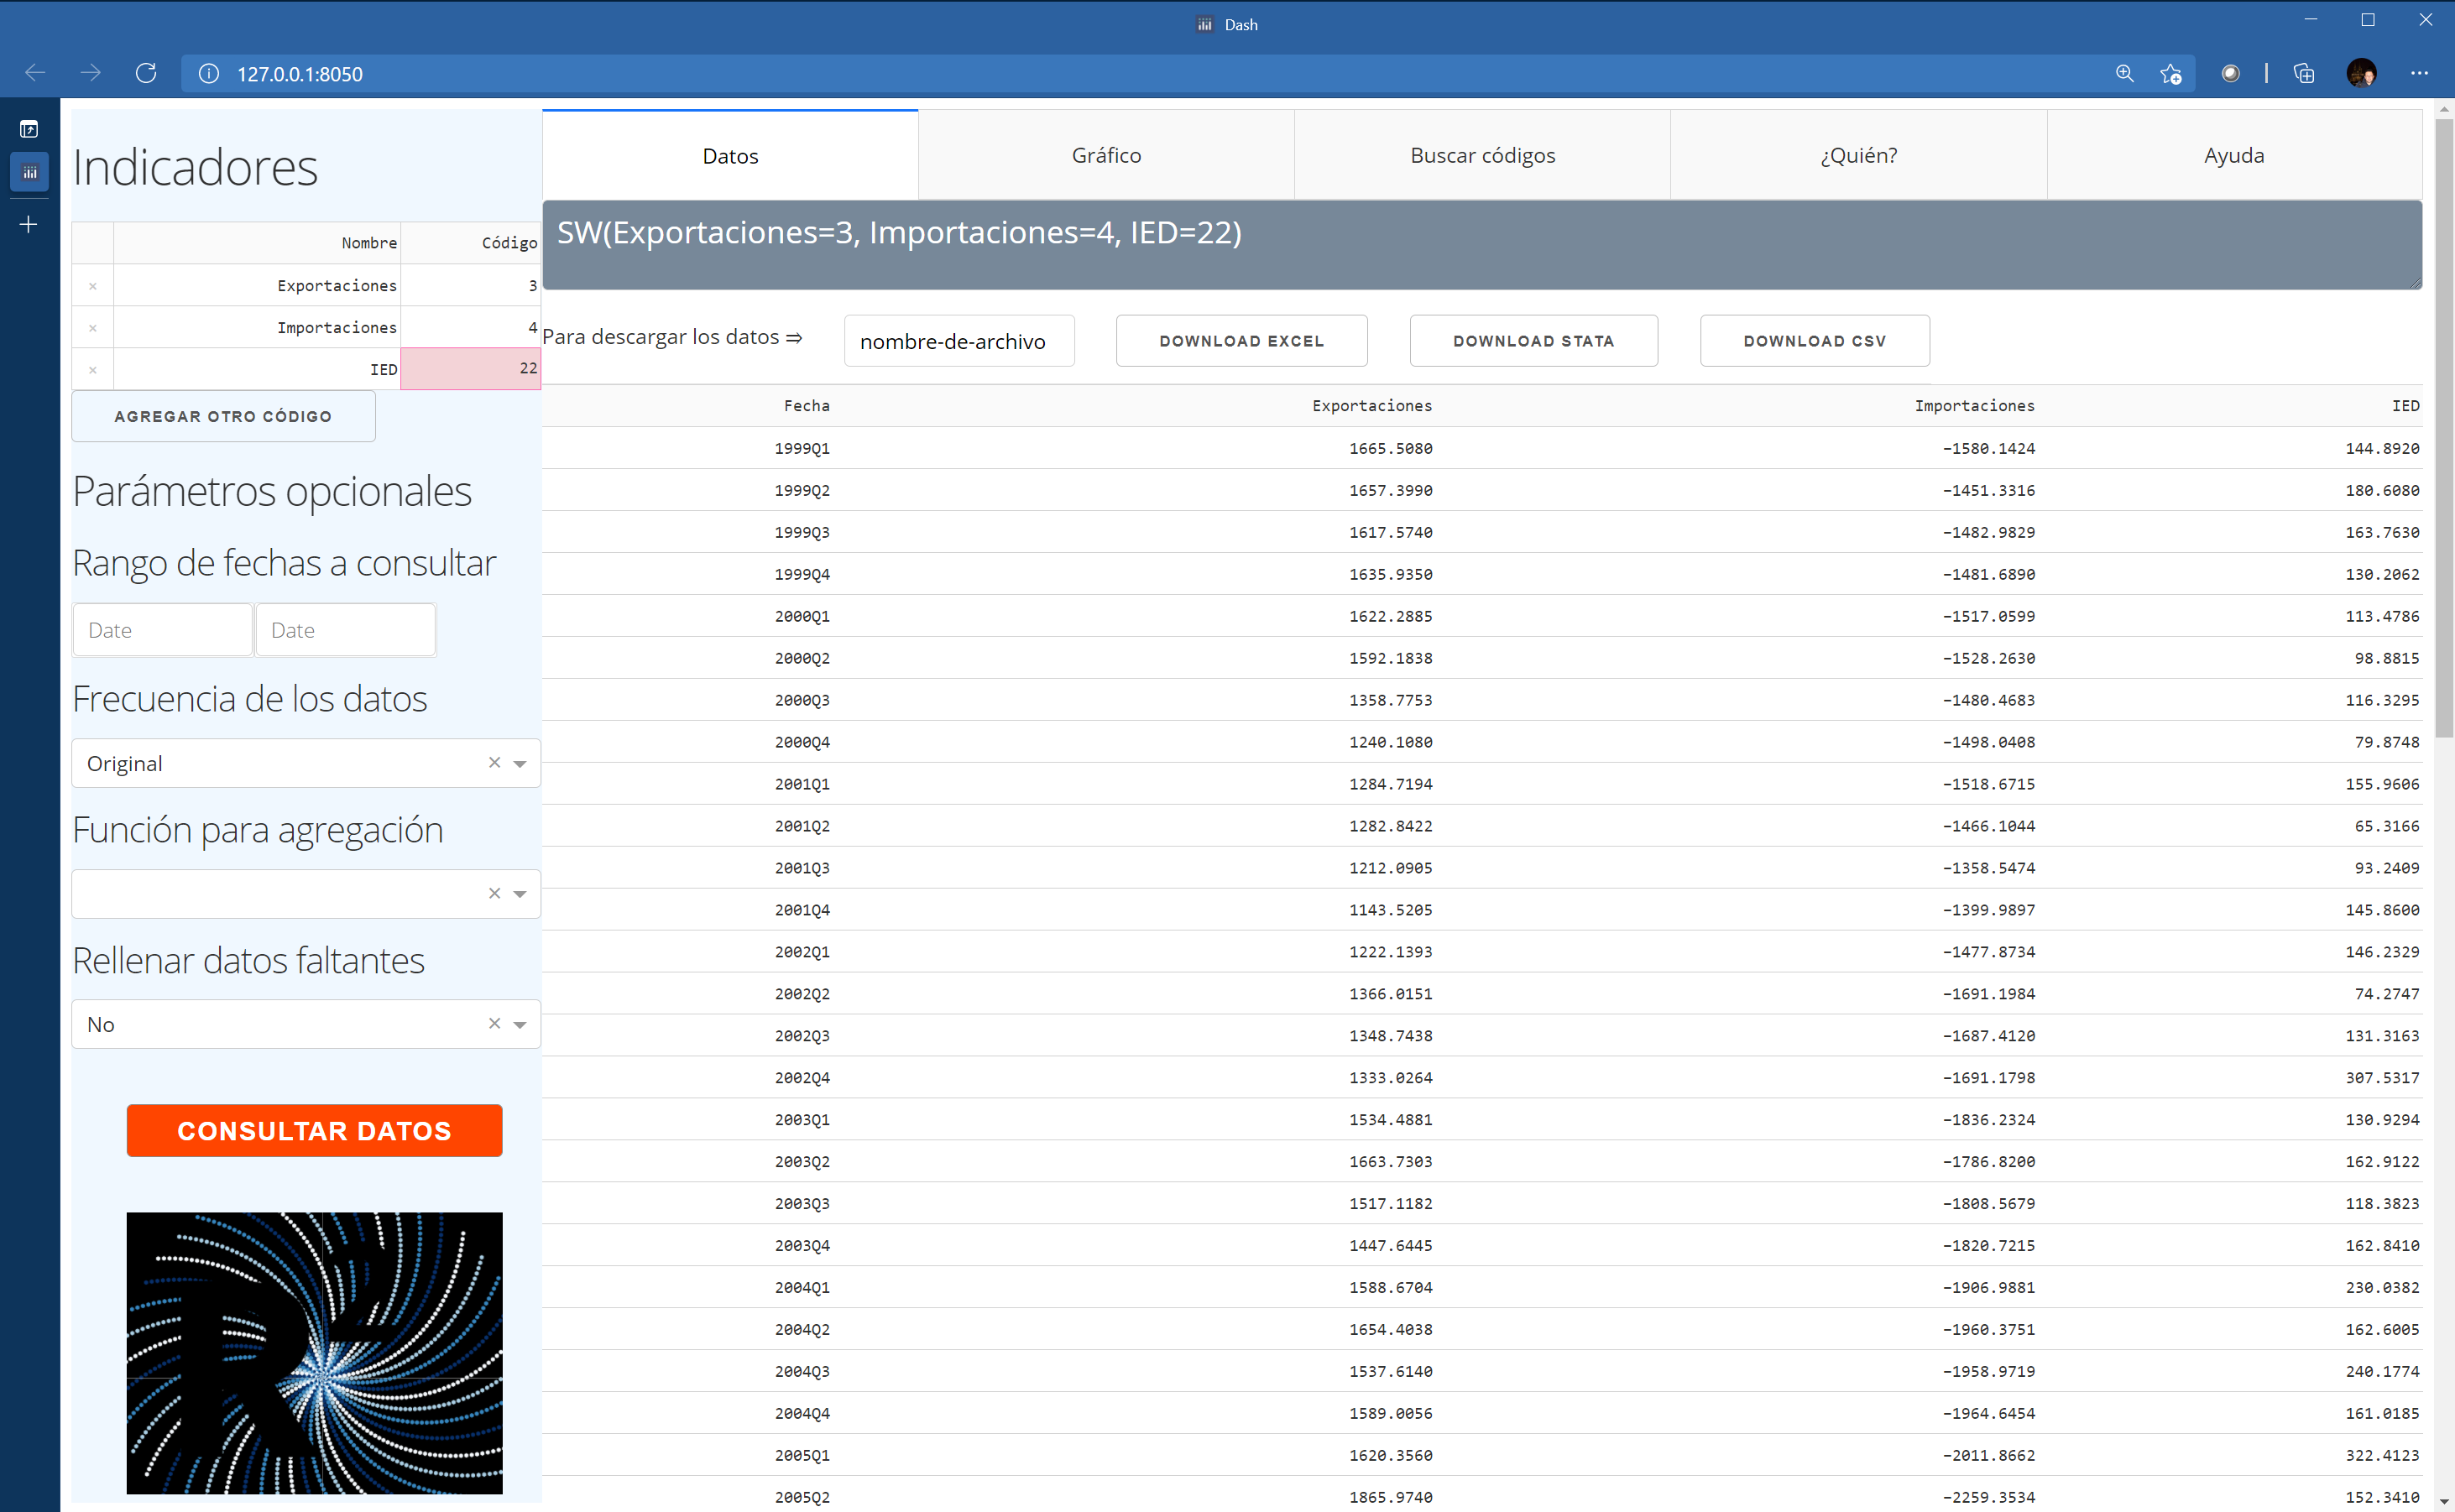 Dash
127.0.0.1:8050
Indicadores
Nombre Código
× Exportaciones 3
× Importaciones 4
× IED 22
AGREGAR OTRO CÓDIGO
Parámetros opcionales
Rango de fechas a consultar
Date Date
Frecuencia de los datos
Original
Función para agregación
Rellenar datos faltantes
No
CONSULTAR DATOS
Datos Gráfico Buscar códigos ¿Quién? Ayuda
SW(Exportaciones=3, Importaciones=4, IED=22)
Para descargar los datos ⇒ nombre-de-archivo DOWNLOAD EXCEL DOWNLOAD STATA DOWNLOAD CSV
Fecha Exportaciones Importaciones IED
1999Q1 1665.5080 −1580.1424 144.8920
1999Q2 1657.3990 −1451.3316 180.6080
1999Q3 1617.5740 −1482.9829 163.7630
1999Q4 1635.9350 −1481.6890 130.2062
2000Q1 1622.2885 −1517.0599 113.4786
2000Q2 1592.1838 −1528.2630 98.8815
2000Q3 1358.7753 −1480.4683 116.3295
2000Q4 1240.1080 −1498.0408 79.8748
2001Q1 1284.7194 −1518.6715 155.9606
2001Q2 1282.8422 −1466.1044 65.3166
2001Q3 1212.0905 −1358.5474 93.2409
2001Q4 1143.5205 −1399.9897 145.8600
2002Q1 1222.1393 −1477.8734 146.2329
2002Q2 1366.0151 −1691.1984 74.2747
2002Q3 1348.7438 −1687.4120 131.3163
2002Q4 1333.0264 −1691.1798 307.5317
2003Q1 1534.4881 −1836.2324 130.9294
2003Q2 1663.7303 −1786.8200 162.9122
2003Q3 1517.1182 −1808.5679 118.3823
2003Q4 1447.6445 −1820.7215 162.8410
2004Q1 1588.6704 −1906.9881 230.0382
2004Q2 1654.4038 −1960.3751 162.6005
2004Q3 1537.6140 −1958.9719 240.1774
2004Q4 1589.0056 −1964.6454 161.0185
2005Q1 1620.3560 −2011.8662 322.4123
2005Q2 1865.9740 −2259.3534 152.3410